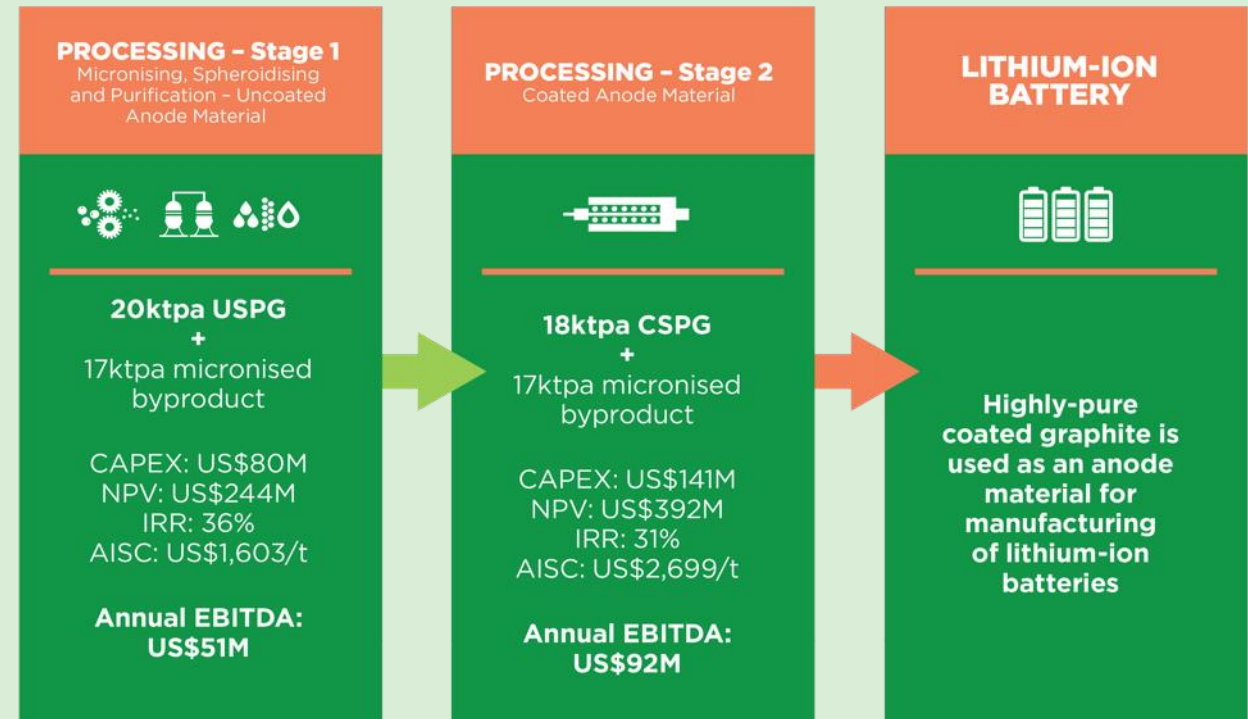 PROCESSING – Stage 1
Micronising, Spheroidising
and Purification – Uncoated
Anode Material
20ktpa USPG
+
17ktpa micronised
byproduct
CAPEX: US$80M
NPV: US$244M
IRR: 36%
AISC: US$1,603/t
Annual EBITDA:
US$51M
PROCESSING – Stage 2
Coated Anode Material
18ktpa CSPG
+
17ktpa micronised
byproduct
CAPEX: US$141M
NPV: US$392M
IRR: 31%
AISC: US$2,699/t
Annual EBITDA:
US$92M
LITHIUM-ION
BATTERY
Highly-pure
coated graphite is
used as an anode
material for
manufacturing
of lithium-ion
batteries